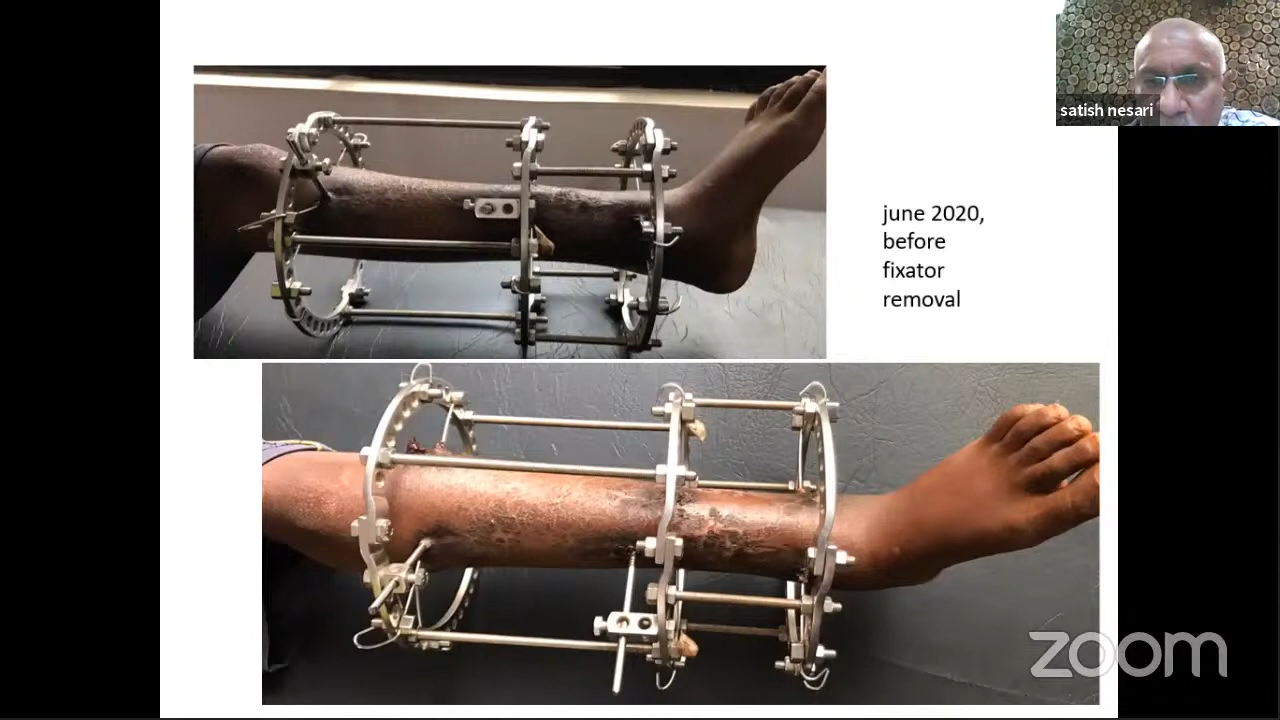 satish nesari
june 2020,
before
fixator
removal
zoom